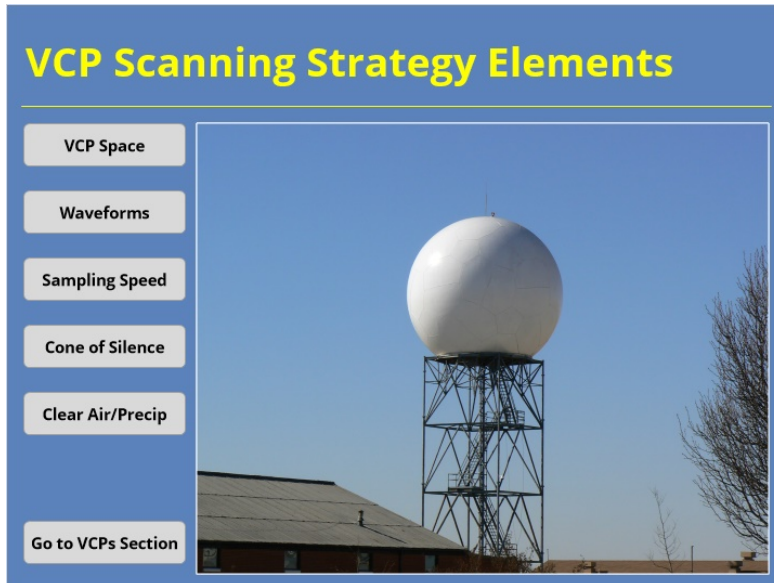 VCP Scanning Strategy Elements
VCP Space
Waveforms
Sampling Speed
Cone of Silence
Clear Air/Precip
Go to VCPs Section